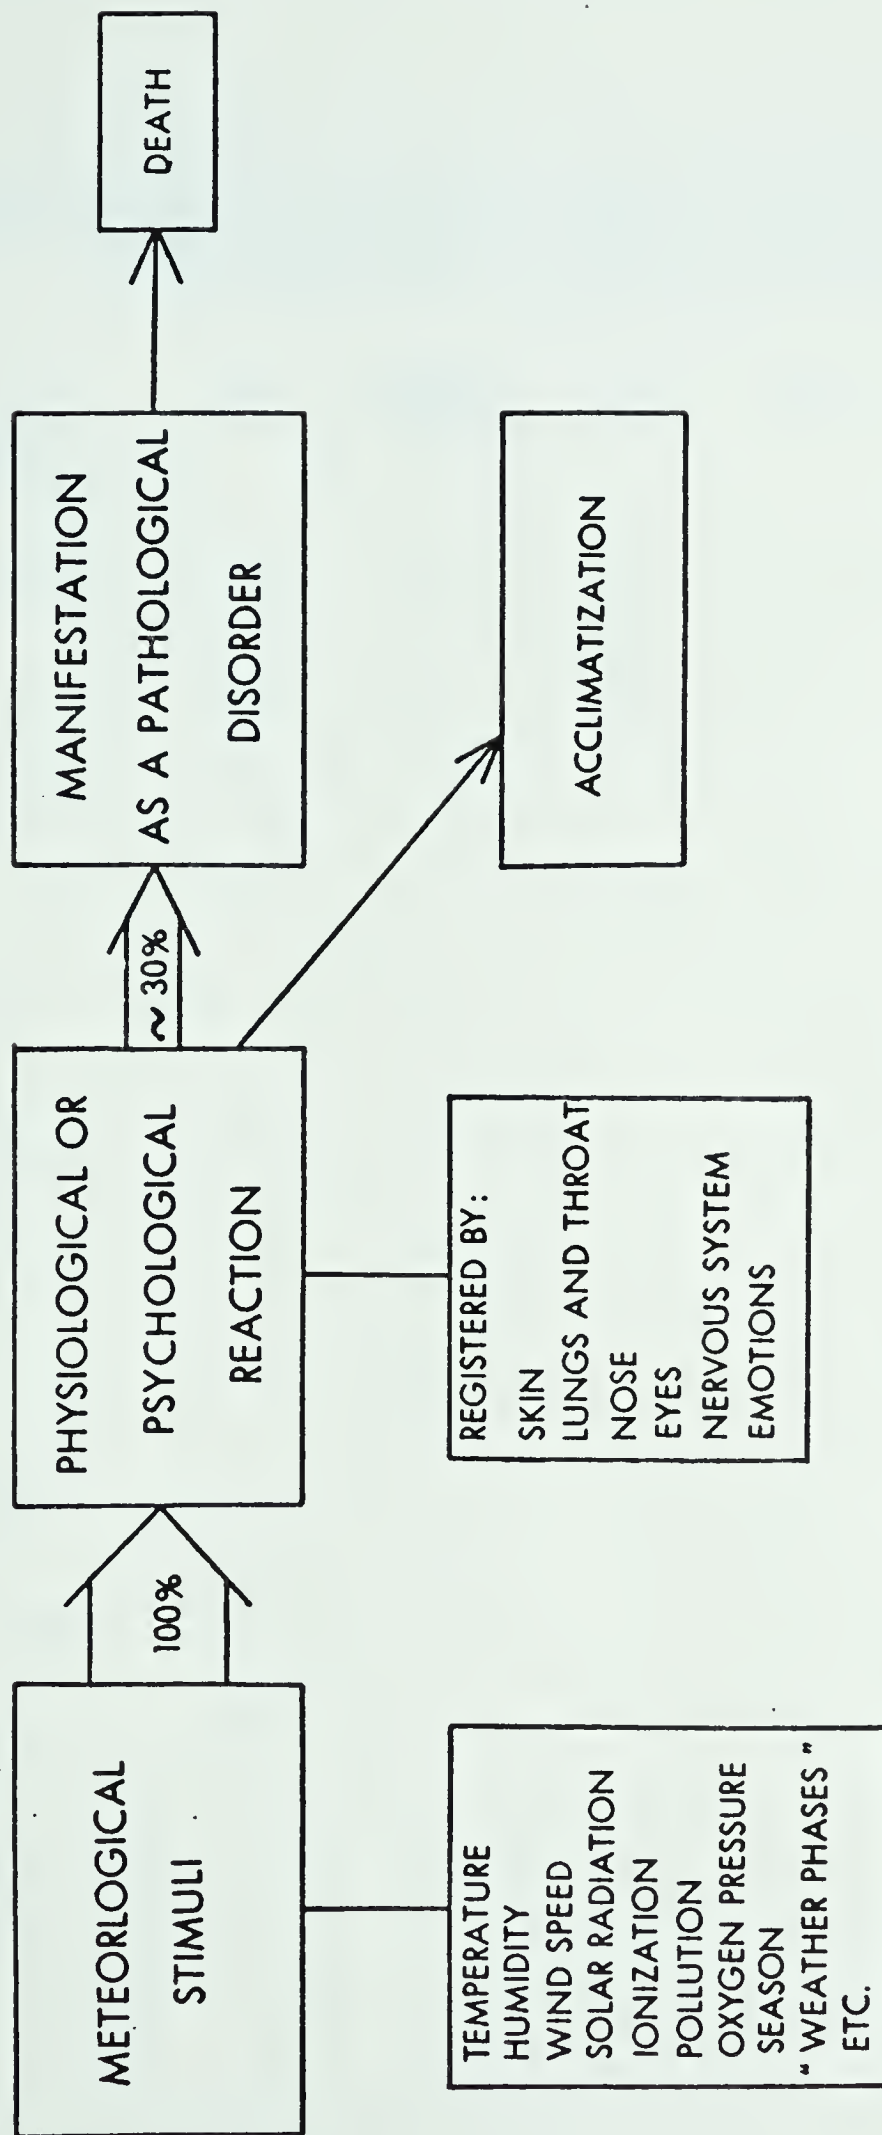 METEORLOGICAL
STIMULI
100%
PHYSIOLOGICAL OR
PSYCHOLOGICAL
REACTION
~ 30%
MANIFESTATION
AS A PATHOLOGICAL
DISORDER
DEATH
TEMPERATURE
HUMIDITY
WIND SPEED
SOLAR RADIATION
IONIZATION
POLLUTION
OXYGEN PRESSURE
SEASON
"WEATHER PHASES"
ETC.
REGISTERED BY:
SKIN
LUNGS AND THROAT
NOSE
EYES
NERVOUS SYSTEM
EMOTIONS
ACCLIMATIZATION